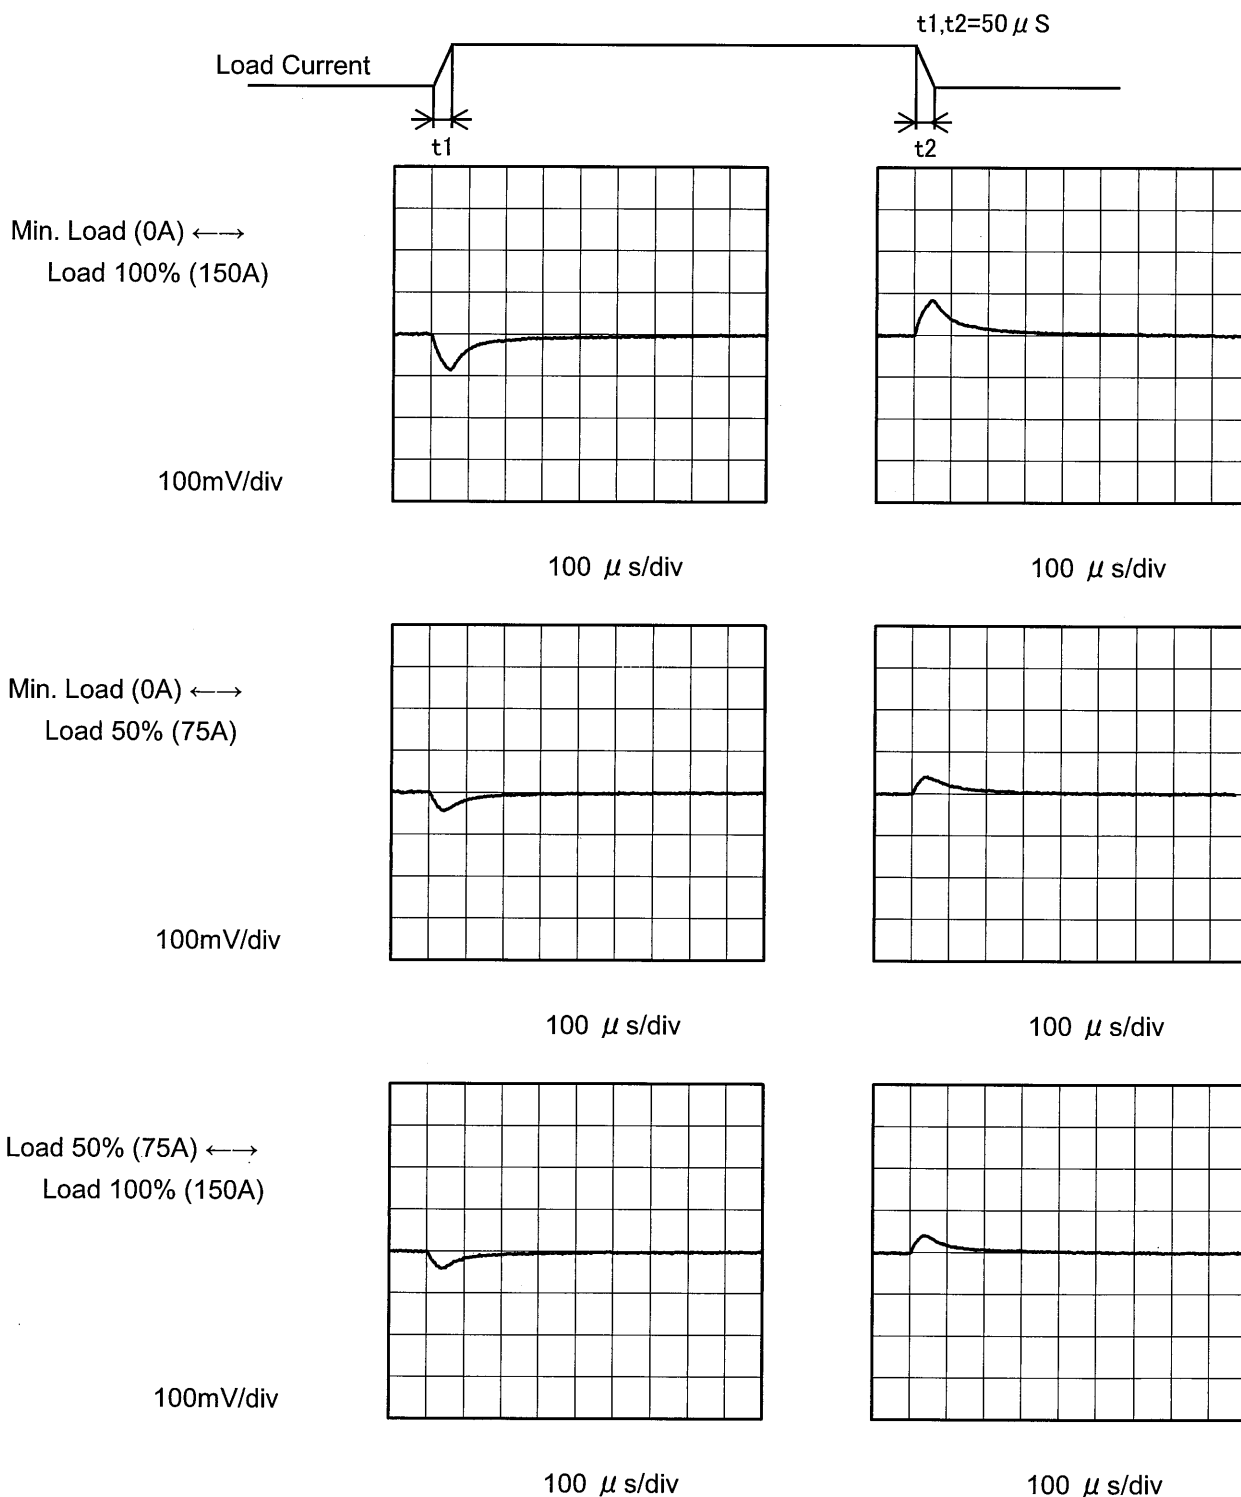 t1,t2=50 μ S
Load Current
t1
t2
Min. Load (0A) ←→
Load 100% (150A)
100mV/div
100 μ s/div
100 μ s/div
Min. Load (0A) ←→
Load 50% (75A)
100mV/div
100 μ s/div
100 μ s/div
Load 50% (75A) ←→
Load 100% (150A)
100mV/div
100 μ s/div
100 μ s/div